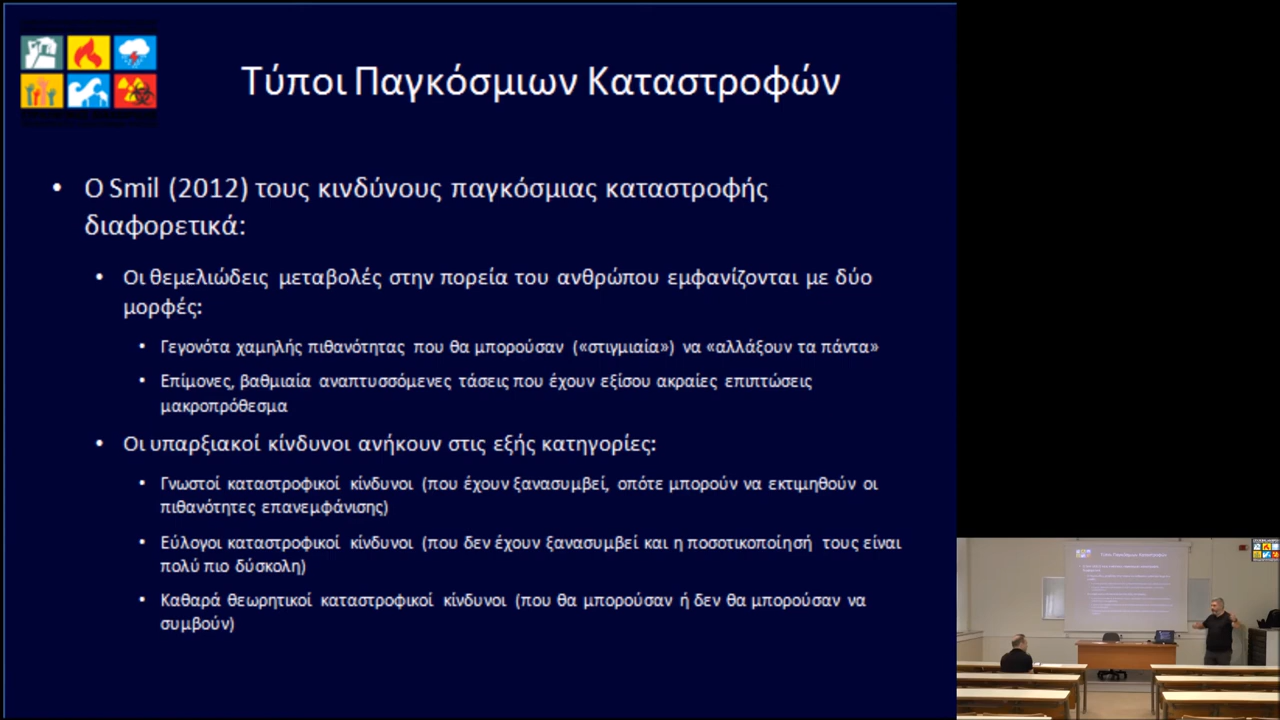 Τύποι Παγκόσμιων Καταστροφών
• Ο Smil (2012) τους κινδύνους παγκόσμιας καταστροφής
διαφορετικά:
• Οι θεμελιώδεις μεταβολές στην πορεία του ανθρώπου εμφανίζονται με δύο
μορφές:
• Γεγονότα χαμηλής πιθανότητας που θα μπορούσαν («στιγμιαία») να «αλλάξουν τα πάντα»
• Επίμονες, βαθμιαία αναπτυσσόμενες τάσεις που έχουν εξίσου ακραίες επιπτώσεις
μακροπρόθεσμα
• Οι υπαρξιακοί κίνδυνοι ανήκουν στις εξής κατηγορίες:
• Γνωστοί καταστροφικοί κίνδυνοι (που έχουν ξανασυμβεί, οπότε μπορούν να εκτιμηθούν οι
πιθανότητες επανεμφάνισης)
• Εύλογοι καταστροφικοί κίνδυνοι (που δεν έχουν ξανασυμβεί και η ποσοτικοποίησή τους είναι
πολύ πιο δύσκολη)
• Καθαρά θεωρητικοί καταστροφικοί κίνδυνοι (που θα μπορούσαν ή δεν θα μπορούσαν να
συμβούν)
Τύποι Παγκόσμιων Καταστροφών